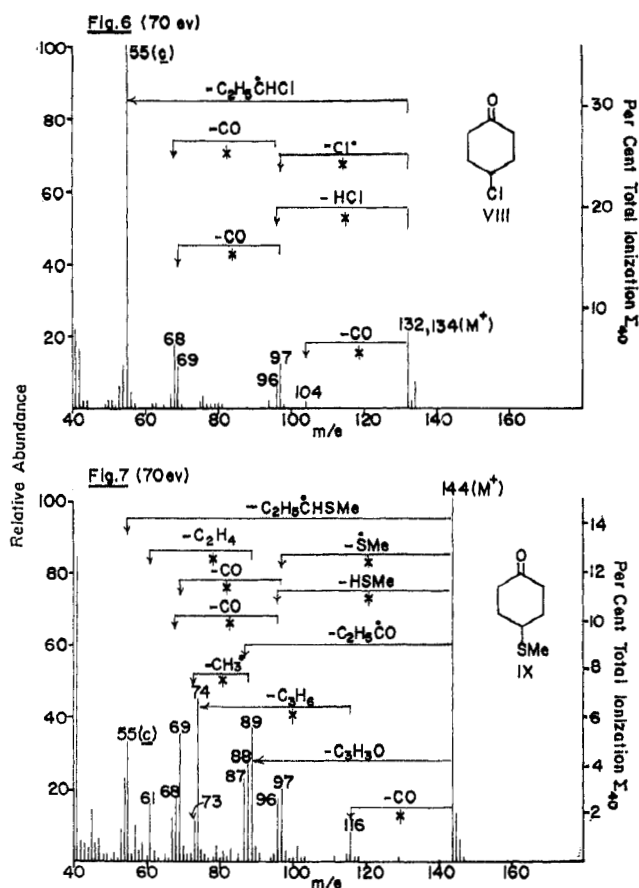 Fig.6 (70 ev)
100
55(c)
-C2H5ĊHCl
-CO
*
-Cl•
*
-HCl
*
-CO
*
-CO
*
132,134(M+)
O
Cl
VIII
80
60
40
20
68
69
97
96
104
30
20
10
40 60 80 100 120 140 160
m/e
Relative Abundance
Per Cent Total Ionization Σ40
Fig.7 (70ev)
144(M+)
100
-C2H5ĊHSMe
-C2H4
*
-ṠMe
*
-CO
*
-HSMe
*
-CO
*
-C2H5ĊO
-CH3•
*
74
-C3H6
*
-C3H3O
-CO
*
O
SMe
IX
80
60
40
20
55(c)
69
89
88
87
61
68
73
96
97
116
14
12
10
8
6
4
2
40 60 80 100 120 140 160
m/e
Per Cent Total Ionization Σ40